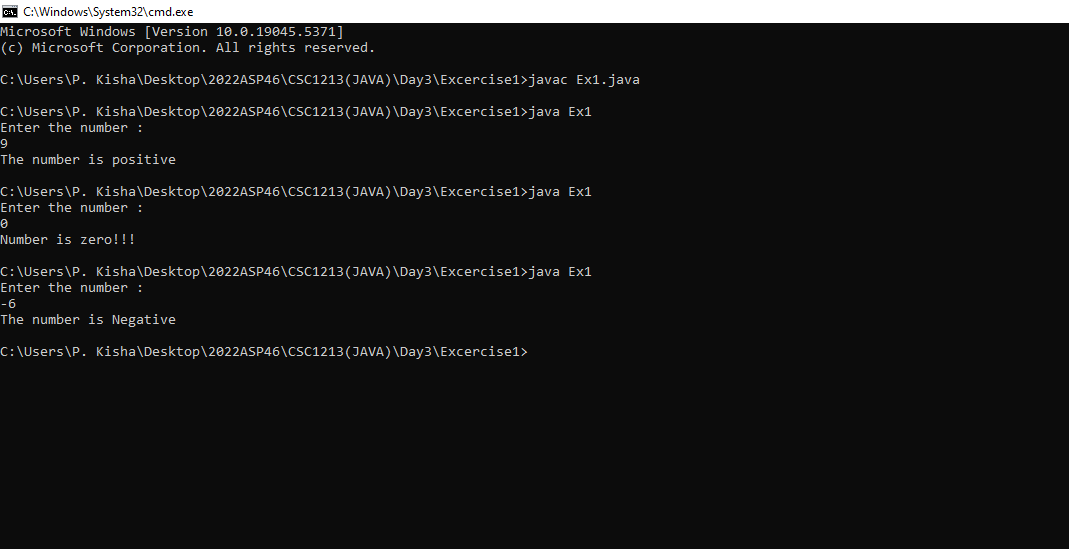 C:\Windows\System32\cmd.exe
Microsoft Windows [Version 10.0.19045.5371]
(c) Microsoft Corporation. All rights reserved.
C:\Users\P. Kisha\Desktop\2022ASP46\CSC1213(JAVA)\Day3\Excercise1>javac Ex1.java
C:\Users\P. Kisha\Desktop\2022ASP46\CSC1213(JAVA)\Day3\Excercise1>java Ex1
Enter the number :
9
The number is positive
C:\Users\P. Kisha\Desktop\2022ASP46\CSC1213(JAVA)\Day3\Excercise1>java Ex1
Enter the number :
0
Number is zero!!!
C:\Users\P. Kisha\Desktop\2022ASP46\CSC1213(JAVA)\Day3\Excercise1>java Ex1
Enter the number :
-6
The number is Negative
C:\Users\P. Kisha\Desktop\2022ASP46\CSC1213(JAVA)\Day3\Excercise1>